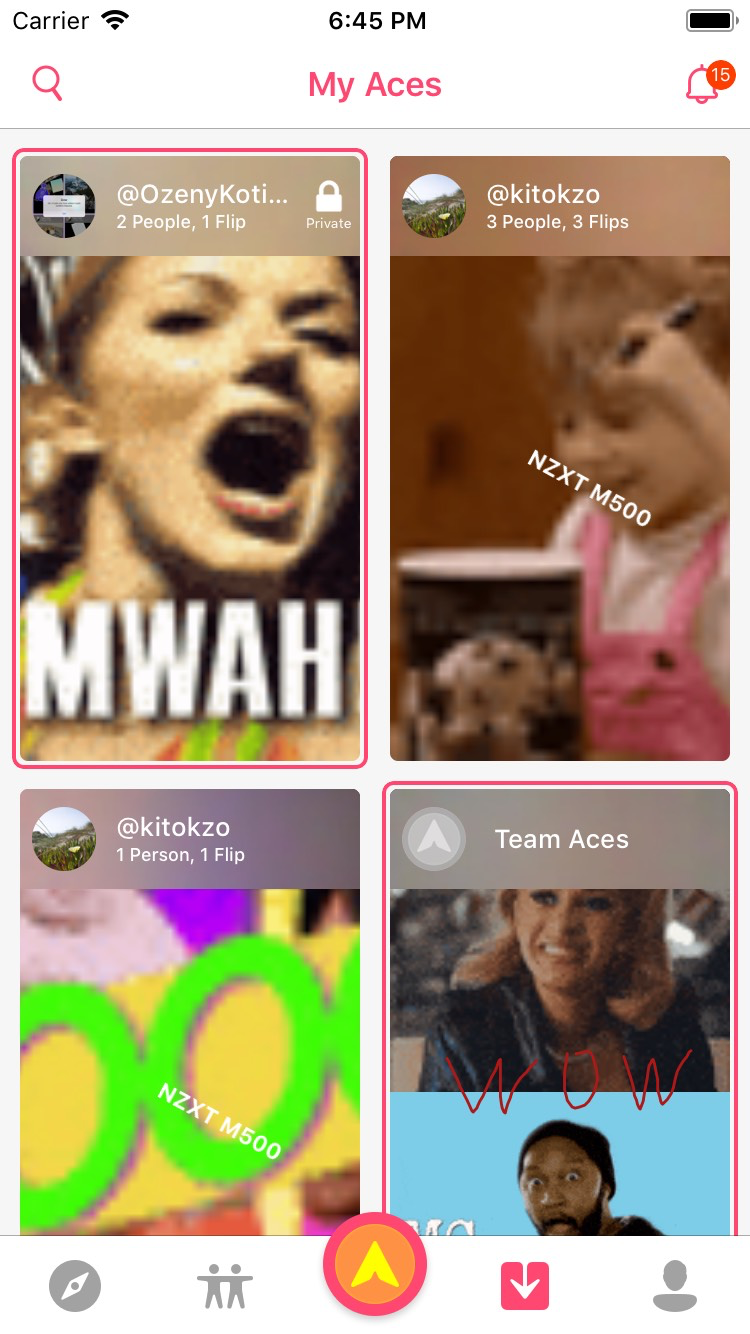 Carrier 6:45 PM
My Aces
15
@OzenyKoti...
2 People, 1 Flip
Private
@kitokzo
3 People, 3 Flips
MWAH
NZXT M500
@kitokzo
1 Person, 1 Flip
NZXT M500
Team Aces
WOW